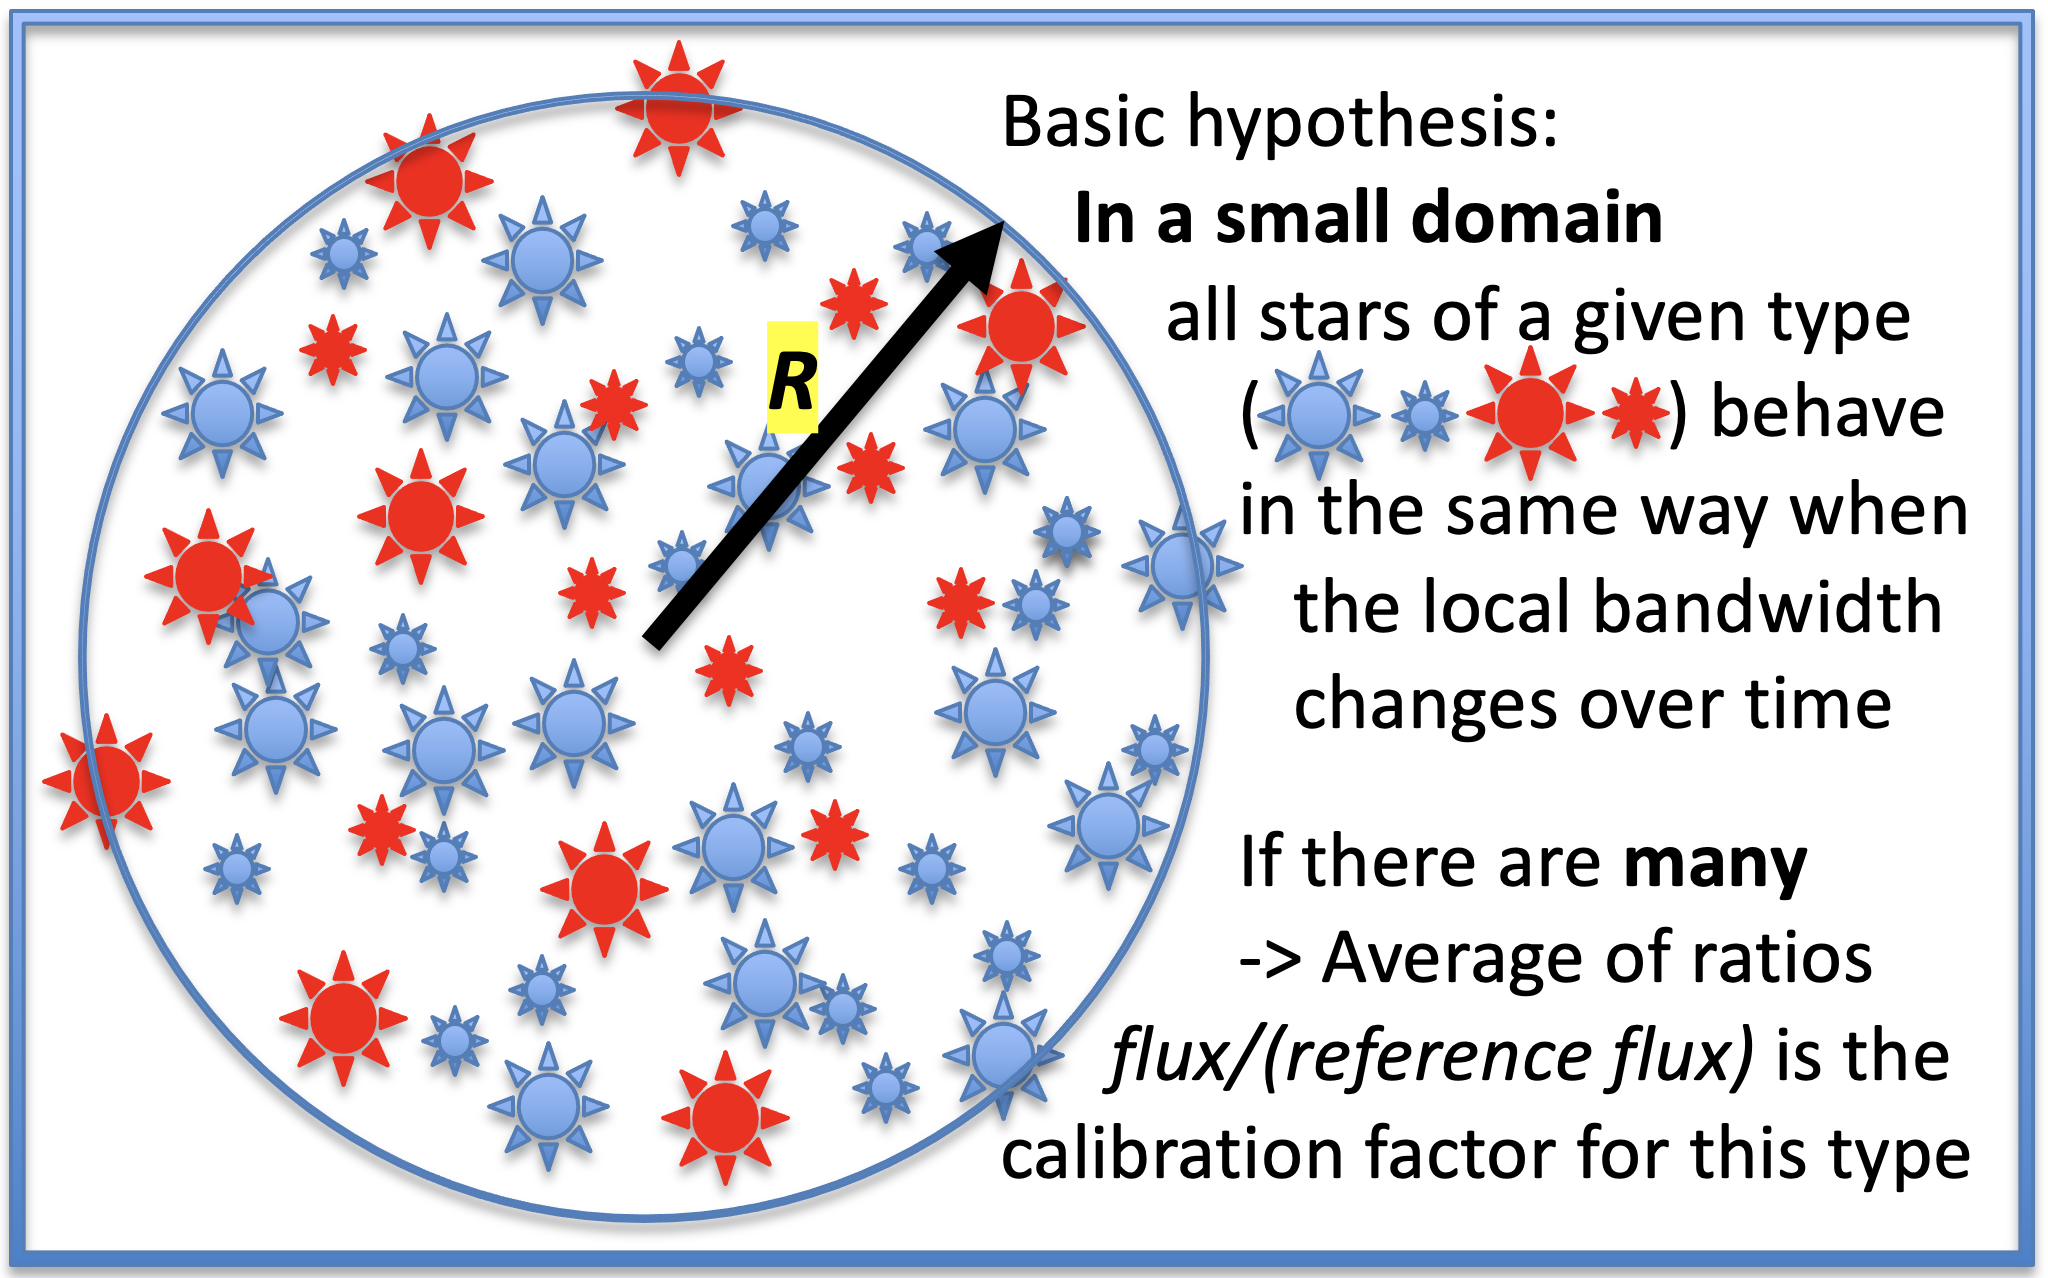 Basic hypothesis:
In a small domain
all stars of a given type
( ) behave
in the same way when
the local bandwidth
changes over time
If there are many
-> Average of ratios
flux/(reference flux) is the
calibration factor for this type
R